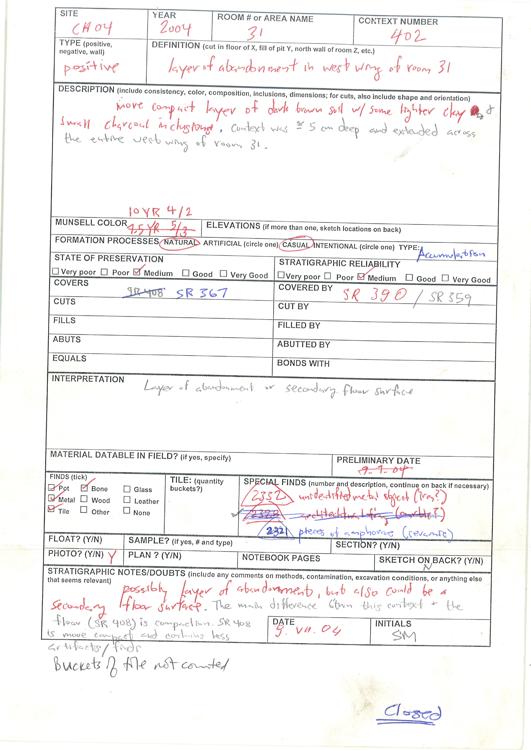 SITE YEAR ROOM # or AREA NAME CONTEXT NUMBER
CH04 2004 31 402
TYPE (positive, negative, wall) DEFINITION (cut in floor of X, fill of pit Y, north wall of room Z, etc.)
positive Layer of abandonment in west wing of room 31
DESCRIPTION (include consistency, color, composition, inclusions, dimensions; for cuts, also include shape and orientation)
more compact layer of dark brown soil w/ some lighter clay &
small charcoal inclusions. Context was ≈ 5 cm deep and extended across
the entire west wing of room 31.
10 YR 4/2
MUNSELL COLOR 7.5 YR 5/3 ELEVATIONS (if more than one, sketch locations on back)
FORMATION PROCESSES NATURAL ARTIFICIAL (circle one) CASUAL INTENTIONAL (circle one) TYPE: Accumulation
STATE OF PRESERVATION STRATIGRAPHIC RELIABILITY
Very poor Poor Medium Good Very Good Very poor Poor Medium Good Very Good
COVERS SR 408 SR 367 COVERED BY SR 390 / SR 359
CUTS CUT BY
FILLS FILLED BY
ABUTS ABUTTED BY
EQUALS BONDS WITH
INTERPRETATION Layer of abandonment or secondary floor surface
MATERIAL DATABLE IN FIELD? (if yes, specify) PRELIMINARY DATE
9.7.04
FINDS (tick) TILE: (quantity buckets?) SPECIAL FINDS (number and description, continue on back if necessary)
Pot Bone Glass 2332 unidentified metal object (iron?)
Metal Wood Leather
Tile Other None 2321 pieces of amphorae (ceramic)
FLOAT? (Y/N) SAMPLE? (if yes, # and type) SECTION? (Y/N)
PHOTO? (Y/N) Y PLAN ? (Y/N) NOTEBOOK PAGES SKETCH ON BACK? (Y/N)
N
STRATIGRAPHIC NOTES/DOUBTS (include any comments on methods, contamination, excavation conditions, or anything else that seems relevant)
possibly layer of abandonment, but also could be a
secondary floor surface. The main difference between this context + the
floor (SR 408) is compaction. SR 408
is more compact and contains less
artifacts/finds
DATE 9. VII. 04 INITIALS SM
Buckets of tile not counted
Closed